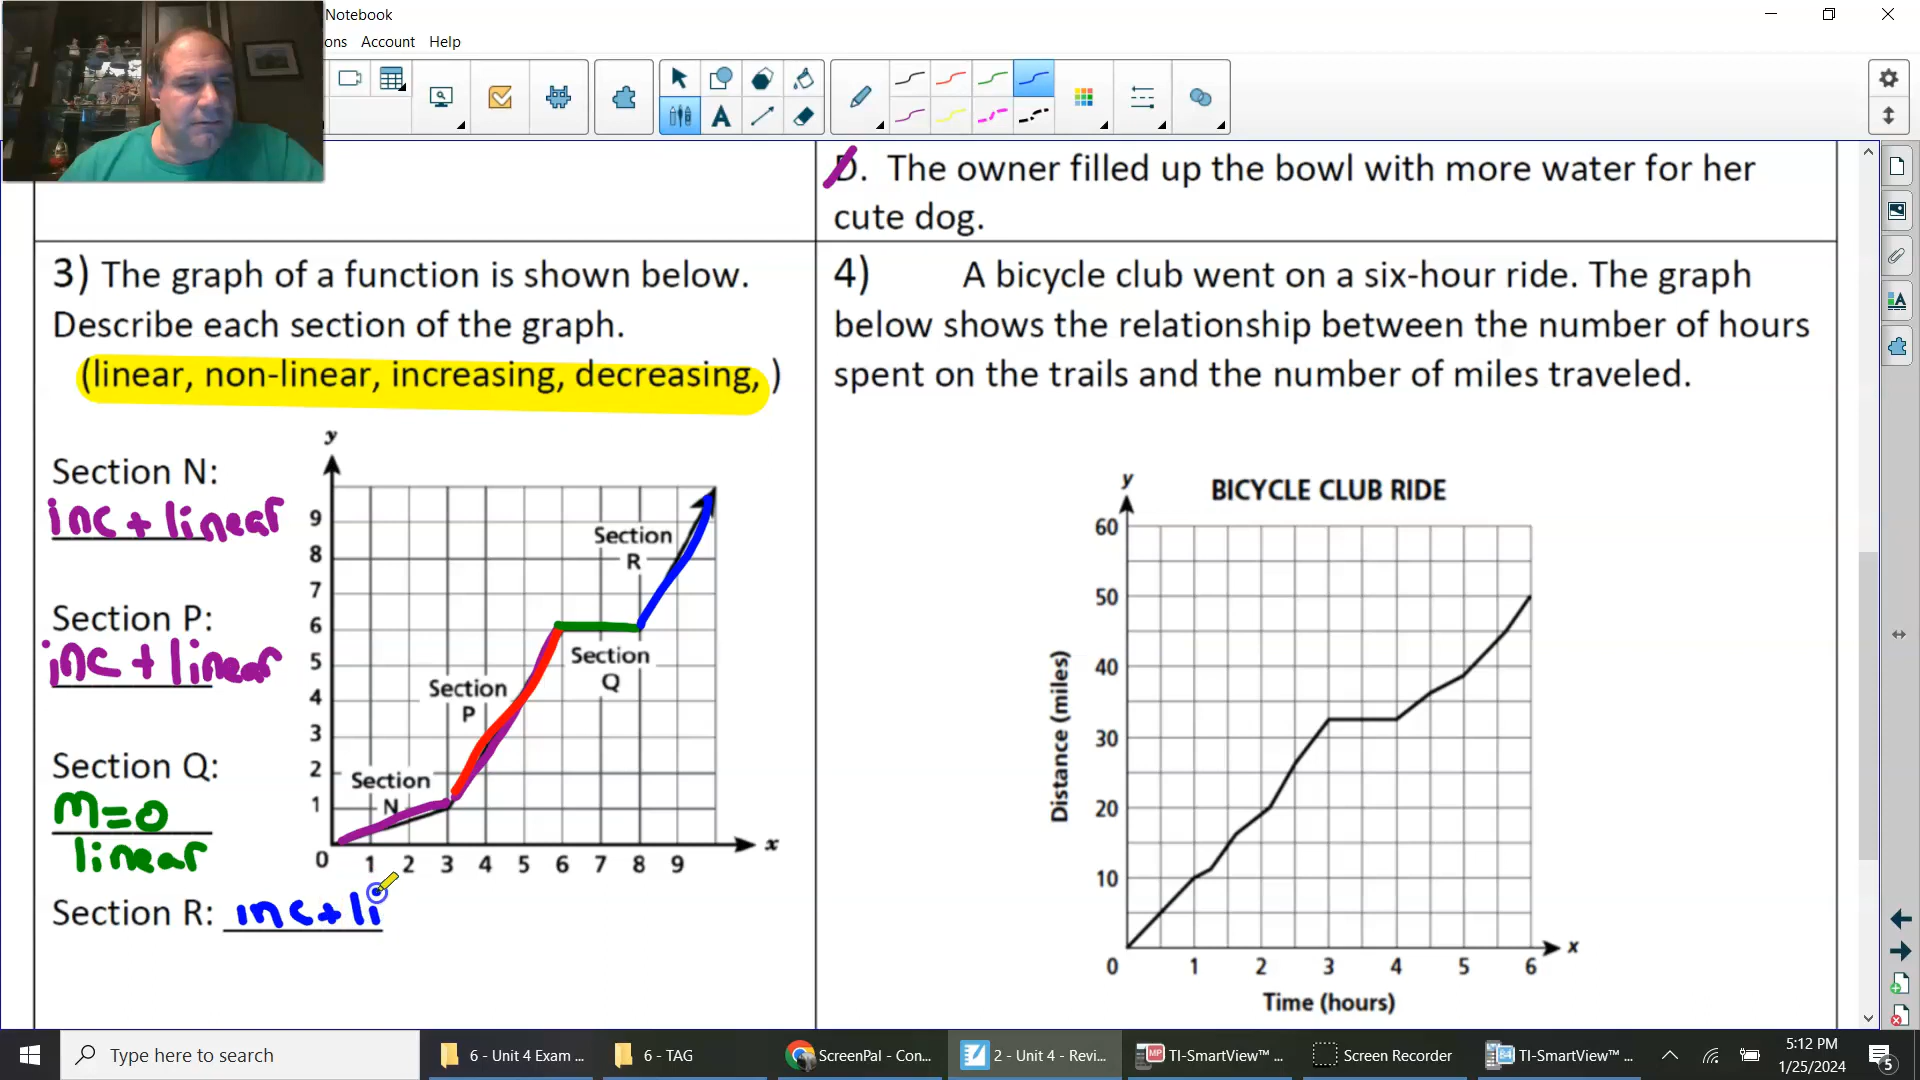 Notebook
ons Account Help
D. The owner filled up the bowl with more water for her
cute dog.
3) The graph of a function is shown below.
Describe each section of the graph.
(linear, non-linear, increasing, decreasing, )
Section N:
inc + linear
Section P:
inc + linear
Section Q:
m=0
linear
Section R: inc+li
y
9
8
7
6
5
4
3
2
1
0
1 2 3 4 5 6 7 8 9
x
Section
R
Section
Q
Section
P
Section
N
4) A bicycle club went on a six-hour ride. The graph
below shows the relationship between the number of hours
spent on the trails and the number of miles traveled.
BICYCLE CLUB RIDE
y
60
50
40
30
20
10
0
1 2 3 4 5 6
x
Distance (miles)
Time (hours)
Type here to search
6 - Unit 4 Exam ...
6 - TAG
ScreenPal - Con...
2 - Unit 4 - Revi...
TI-SmartView™ ...
Screen Recorder
TI-SmartView™ ...
5:12 PM
1/25/2024
5